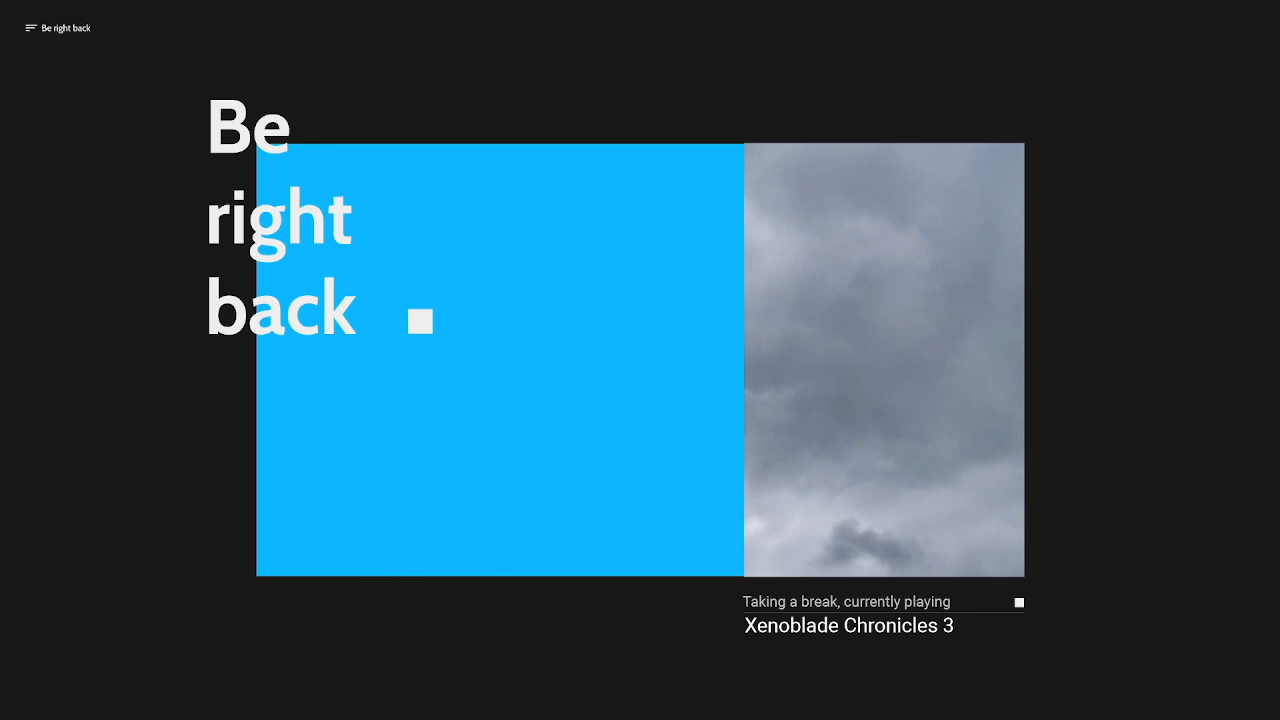 Be right back
Be
right
back
Taking a break, currently playing
Xenoblade Chronicles 3